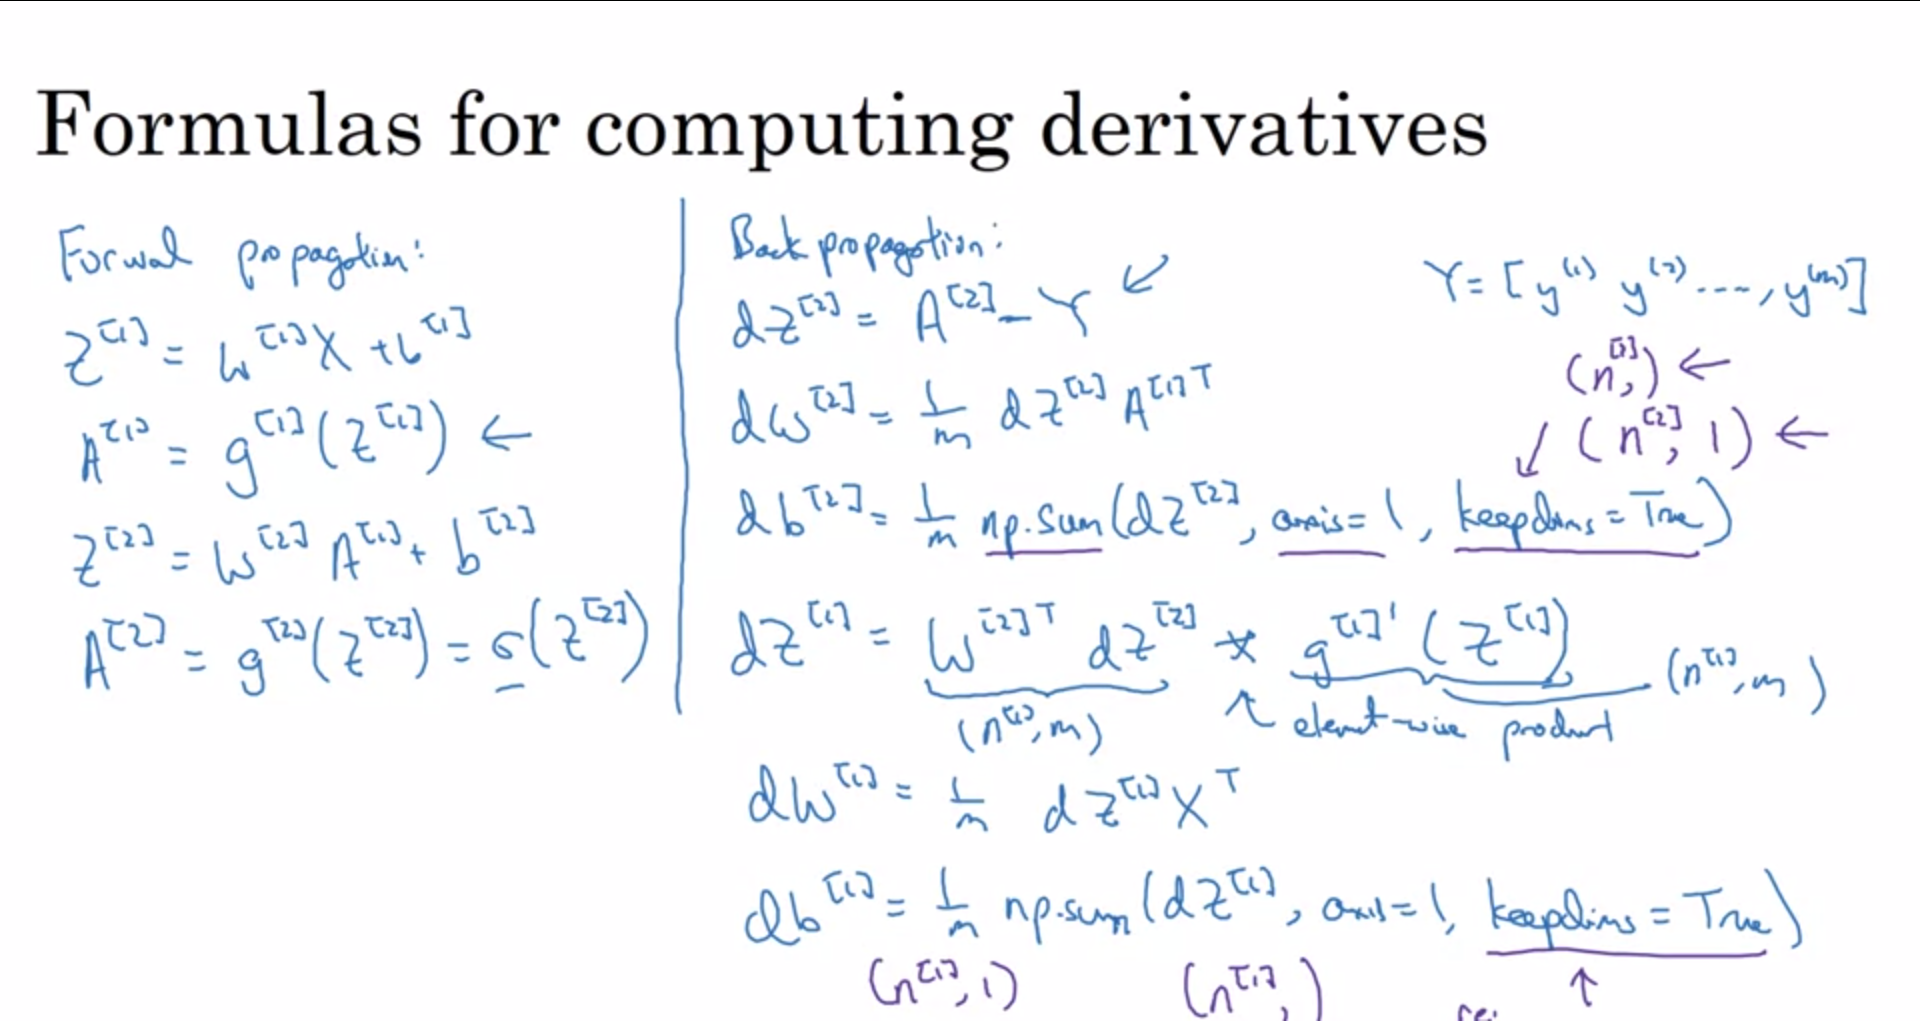 Formulas for computing derivatives
Forwal propagation:
Z^[1] = W^[1]X + b^[1]
A^[1] = g^[1](Z^[1]) ←
Z^[2] = W^[2] A^[1] + b^[2]
A^[2] = g^[2](Z^[2]) = σ(Z^[2])
Back propagation:
dZ^[2] = A^[2] - Y ↙
Y = [y^(1) y^(2) ...., y^(m)]
dW^[2] = 1/m dZ^[2] A^[1]T
(n^[2],) ←
(n^[2], 1) ←
↙
db^[2] = 1/m np.sum(dZ^[2], axis=1, keepdims=True)
dZ^[1] = W^[2]T dZ^[2] * g^[1]'(Z^[1])
(n^[1], m)
↑ element-wise product
(n^[1], m)
dW^[1] = 1/m dZ^[1] X^T
db^[1] = 1/m np.sum(dZ^[1], axis=1, keepdims=True)
(n^[1], 1) (n^[1],) ↑